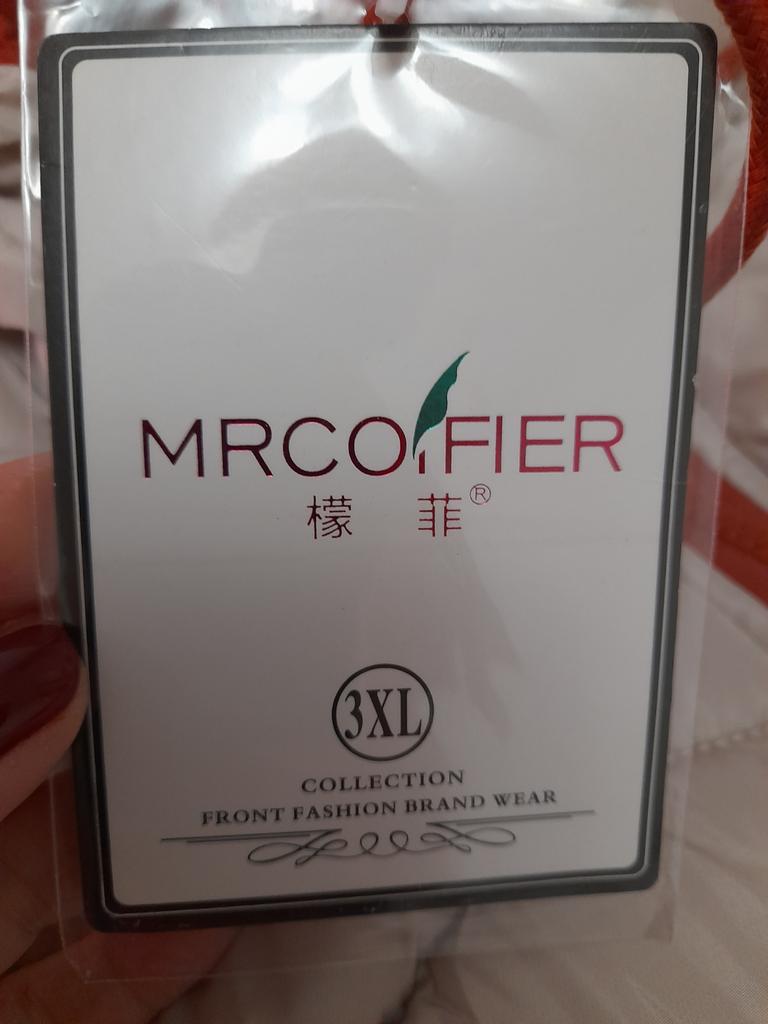 MRCOIFIER
檬 菲®
3XL
COLLECTION
FRONT FASHION BRAND WEAR